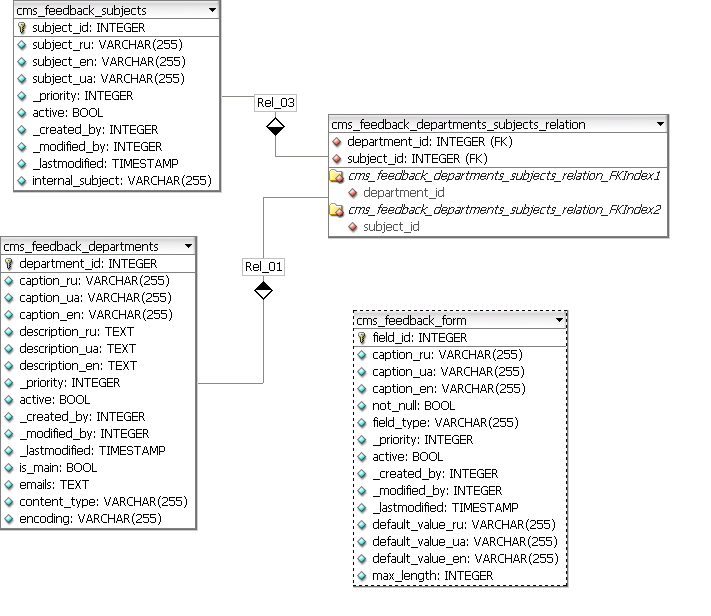 cms_feedback_subjects
subject_id: INTEGER
subject_ru: VARCHAR(255)
subject_en: VARCHAR(255)
subject_ua: VARCHAR(255)
_priority: INTEGER
active: BOOL
_created_by: INTEGER
_modified_by: INTEGER
_lastmodified: TIMESTAMP
internal_subject: VARCHAR(255)
Rel_03
cms_feedback_departments_subjects_relation
department_id: INTEGER (FK)
subject_id: INTEGER (FK)
cms_feedback_departments_subjects_relation_FKIndex1
department_id
cms_feedback_departments_subjects_relation_FKIndex2
subject_id
cms_feedback_departments
department_id: INTEGER
caption_ru: VARCHAR(255)
caption_ua: VARCHAR(255)
caption_en: VARCHAR(255)
description_ru: TEXT
description_ua: TEXT
description_en: TEXT
_priority: INTEGER
active: BOOL
_created_by: INTEGER
_modified_by: INTEGER
_lastmodified: TIMESTAMP
is_main: BOOL
emails: TEXT
content_type: VARCHAR(255)
encoding: VARCHAR(255)
Rel_01
cms_feedback_form
field_id: INTEGER
caption_ru: VARCHAR(255)
caption_ua: VARCHAR(255)
caption_en: VARCHAR(255)
not_null: BOOL
field_type: VARCHAR(255)
_priority: INTEGER
active: BOOL
_created_by: INTEGER
_modified_by: INTEGER
_lastmodified: TIMESTAMP
default_value_ru: VARCHAR(255)
default_value_ua: VARCHAR(255)
default_value_en: VARCHAR(255)
max_length: INTEGER